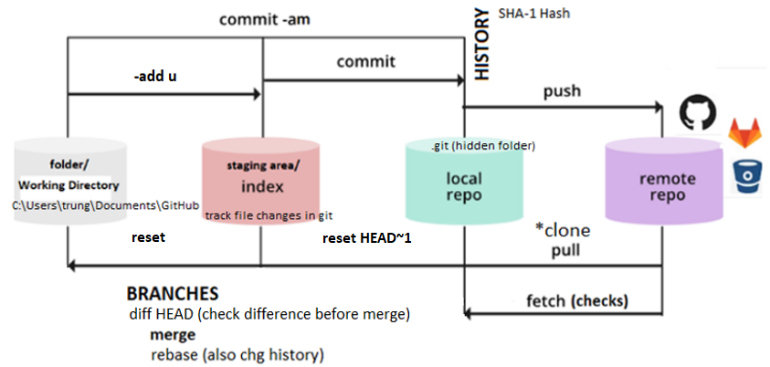 commit -am
SHA-1 Hash
HISTORY
-add u
commit
push
folder/
Working Directory
C:\Users\trung\Documents\GitHub
staging area/
index
track file changes in git
.git (hidden folder)
local
repo
remote
repo
reset
reset HEAD~1
*clone
pull
fetch (checks)
BRANCHES
diff HEAD (check difference before merge)
merge
rebase (also chg history)